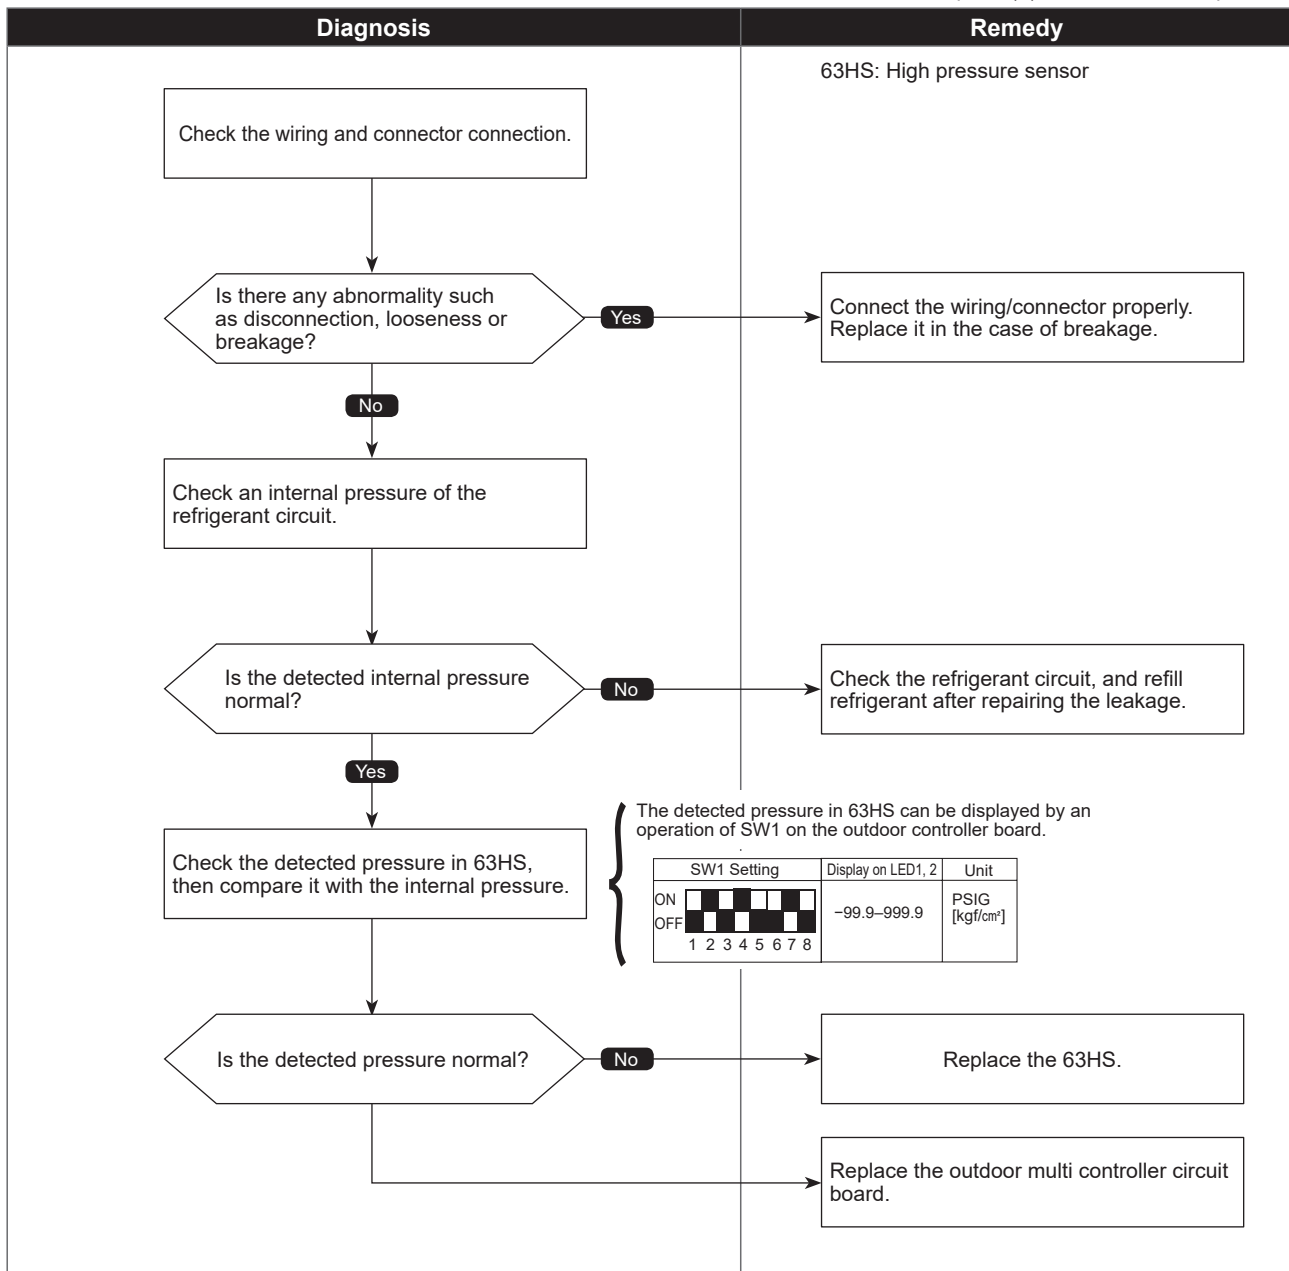 Diagnosis
Remedy
63HS: High pressure sensor
Check the wiring and connector connection.
Is there any abnormality such
as disconnection, looseness or
breakage?
Yes
Connect the wiring/connector properly.
Replace it in the case of breakage.
No
Check an internal pressure of the
refrigerant circuit.
Is the detected internal pressure
normal?
No
Check the refrigerant circuit, and refill
refrigerant after repairing the leakage.
Yes
The detected pressure in 63HS can be displayed by an
operation of SW1 on the outdoor controller board.
Check the detected pressure in 63HS,
then compare it with the internal pressure.
SW1 Setting
Display on LED1, 2
Unit
ON
OFF
1 2 3 4 5 6 7 8
−99.9–999.9
PSIG
[kgf/cm²]
Is the detected pressure normal?
No
Replace the 63HS.
Replace the outdoor multi controller circuit
board.